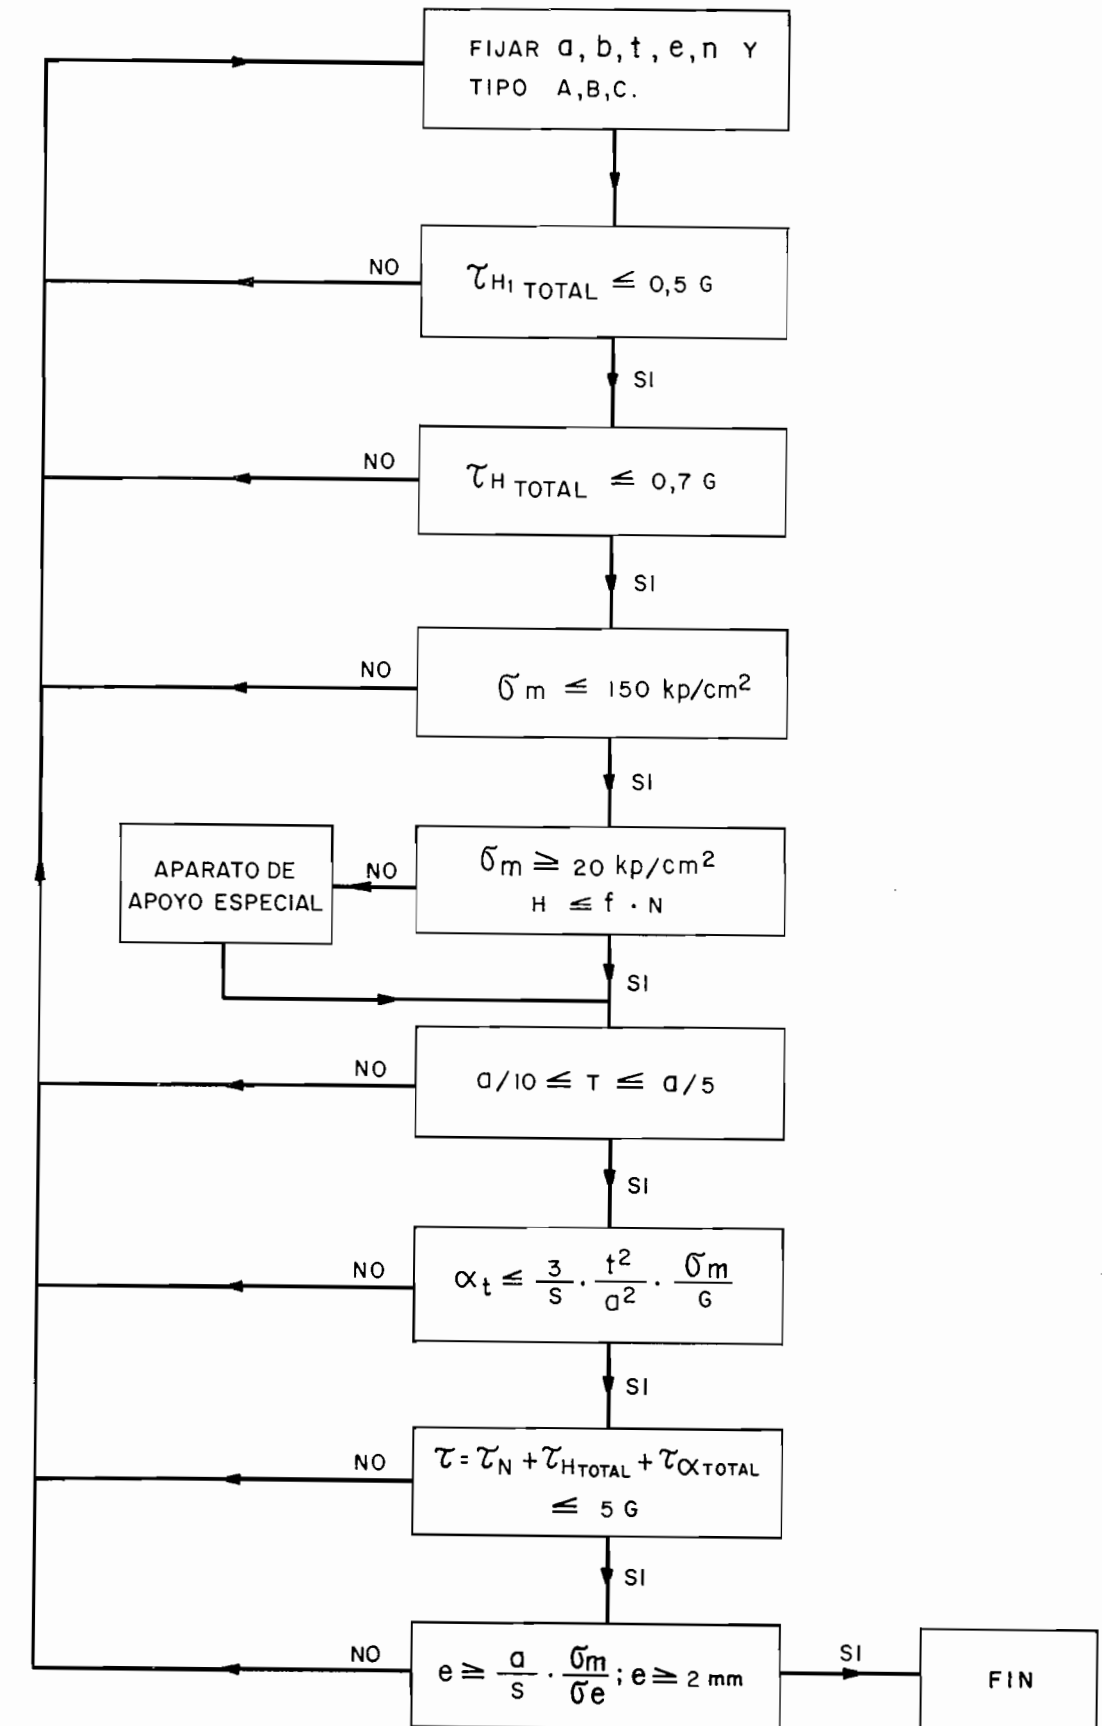 FIJAR a, b, t, e, n Y
TIPO A, B, C.
NO
τH₁ TOTAL ≦ 0,5 G
SI
NO
τH TOTAL ≦ 0,7 G
SI
NO
σm ≦ 150 kp/cm²
SI
APARATO DE
APOYO ESPECIAL
NO
σm ≧ 20 kp/cm²
H ≦ f · N
SI
NO
a/10 ≦ T ≦ a/5
SI
NO
αt ≦ 3/S · t²/a² · σm/G
SI
NO
τ = τN + τH TOTAL + τα TOTAL
≦ 5 G
SI
NO
e ≧ a/S · σm/σe ; e ≧ 2 mm
SI
FIN